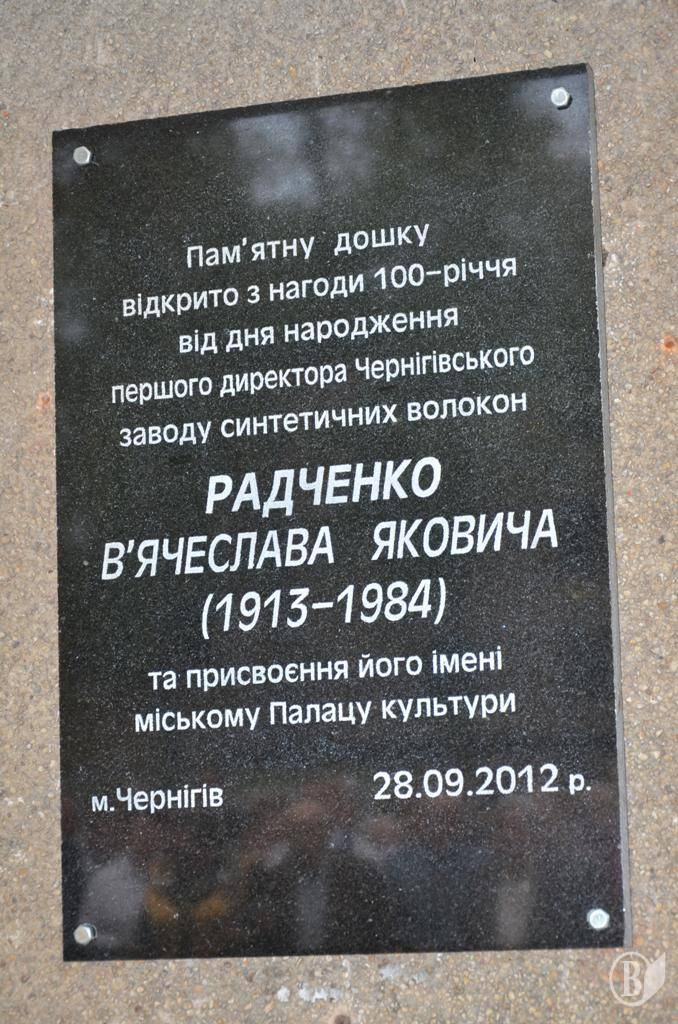 Пам'ятну дошку
відкрито з нагоди 100-річчя
від дня народження
першого директора Чернігівського
заводу синтетичних волокон
РАДЧЕНКО
В'ЯЧЕСЛАВА ЯКОВИЧА
(1913-1984)
та присвоєння його імені
міському Палацу культури
м.Чернігів 28.09.2012 р.
В